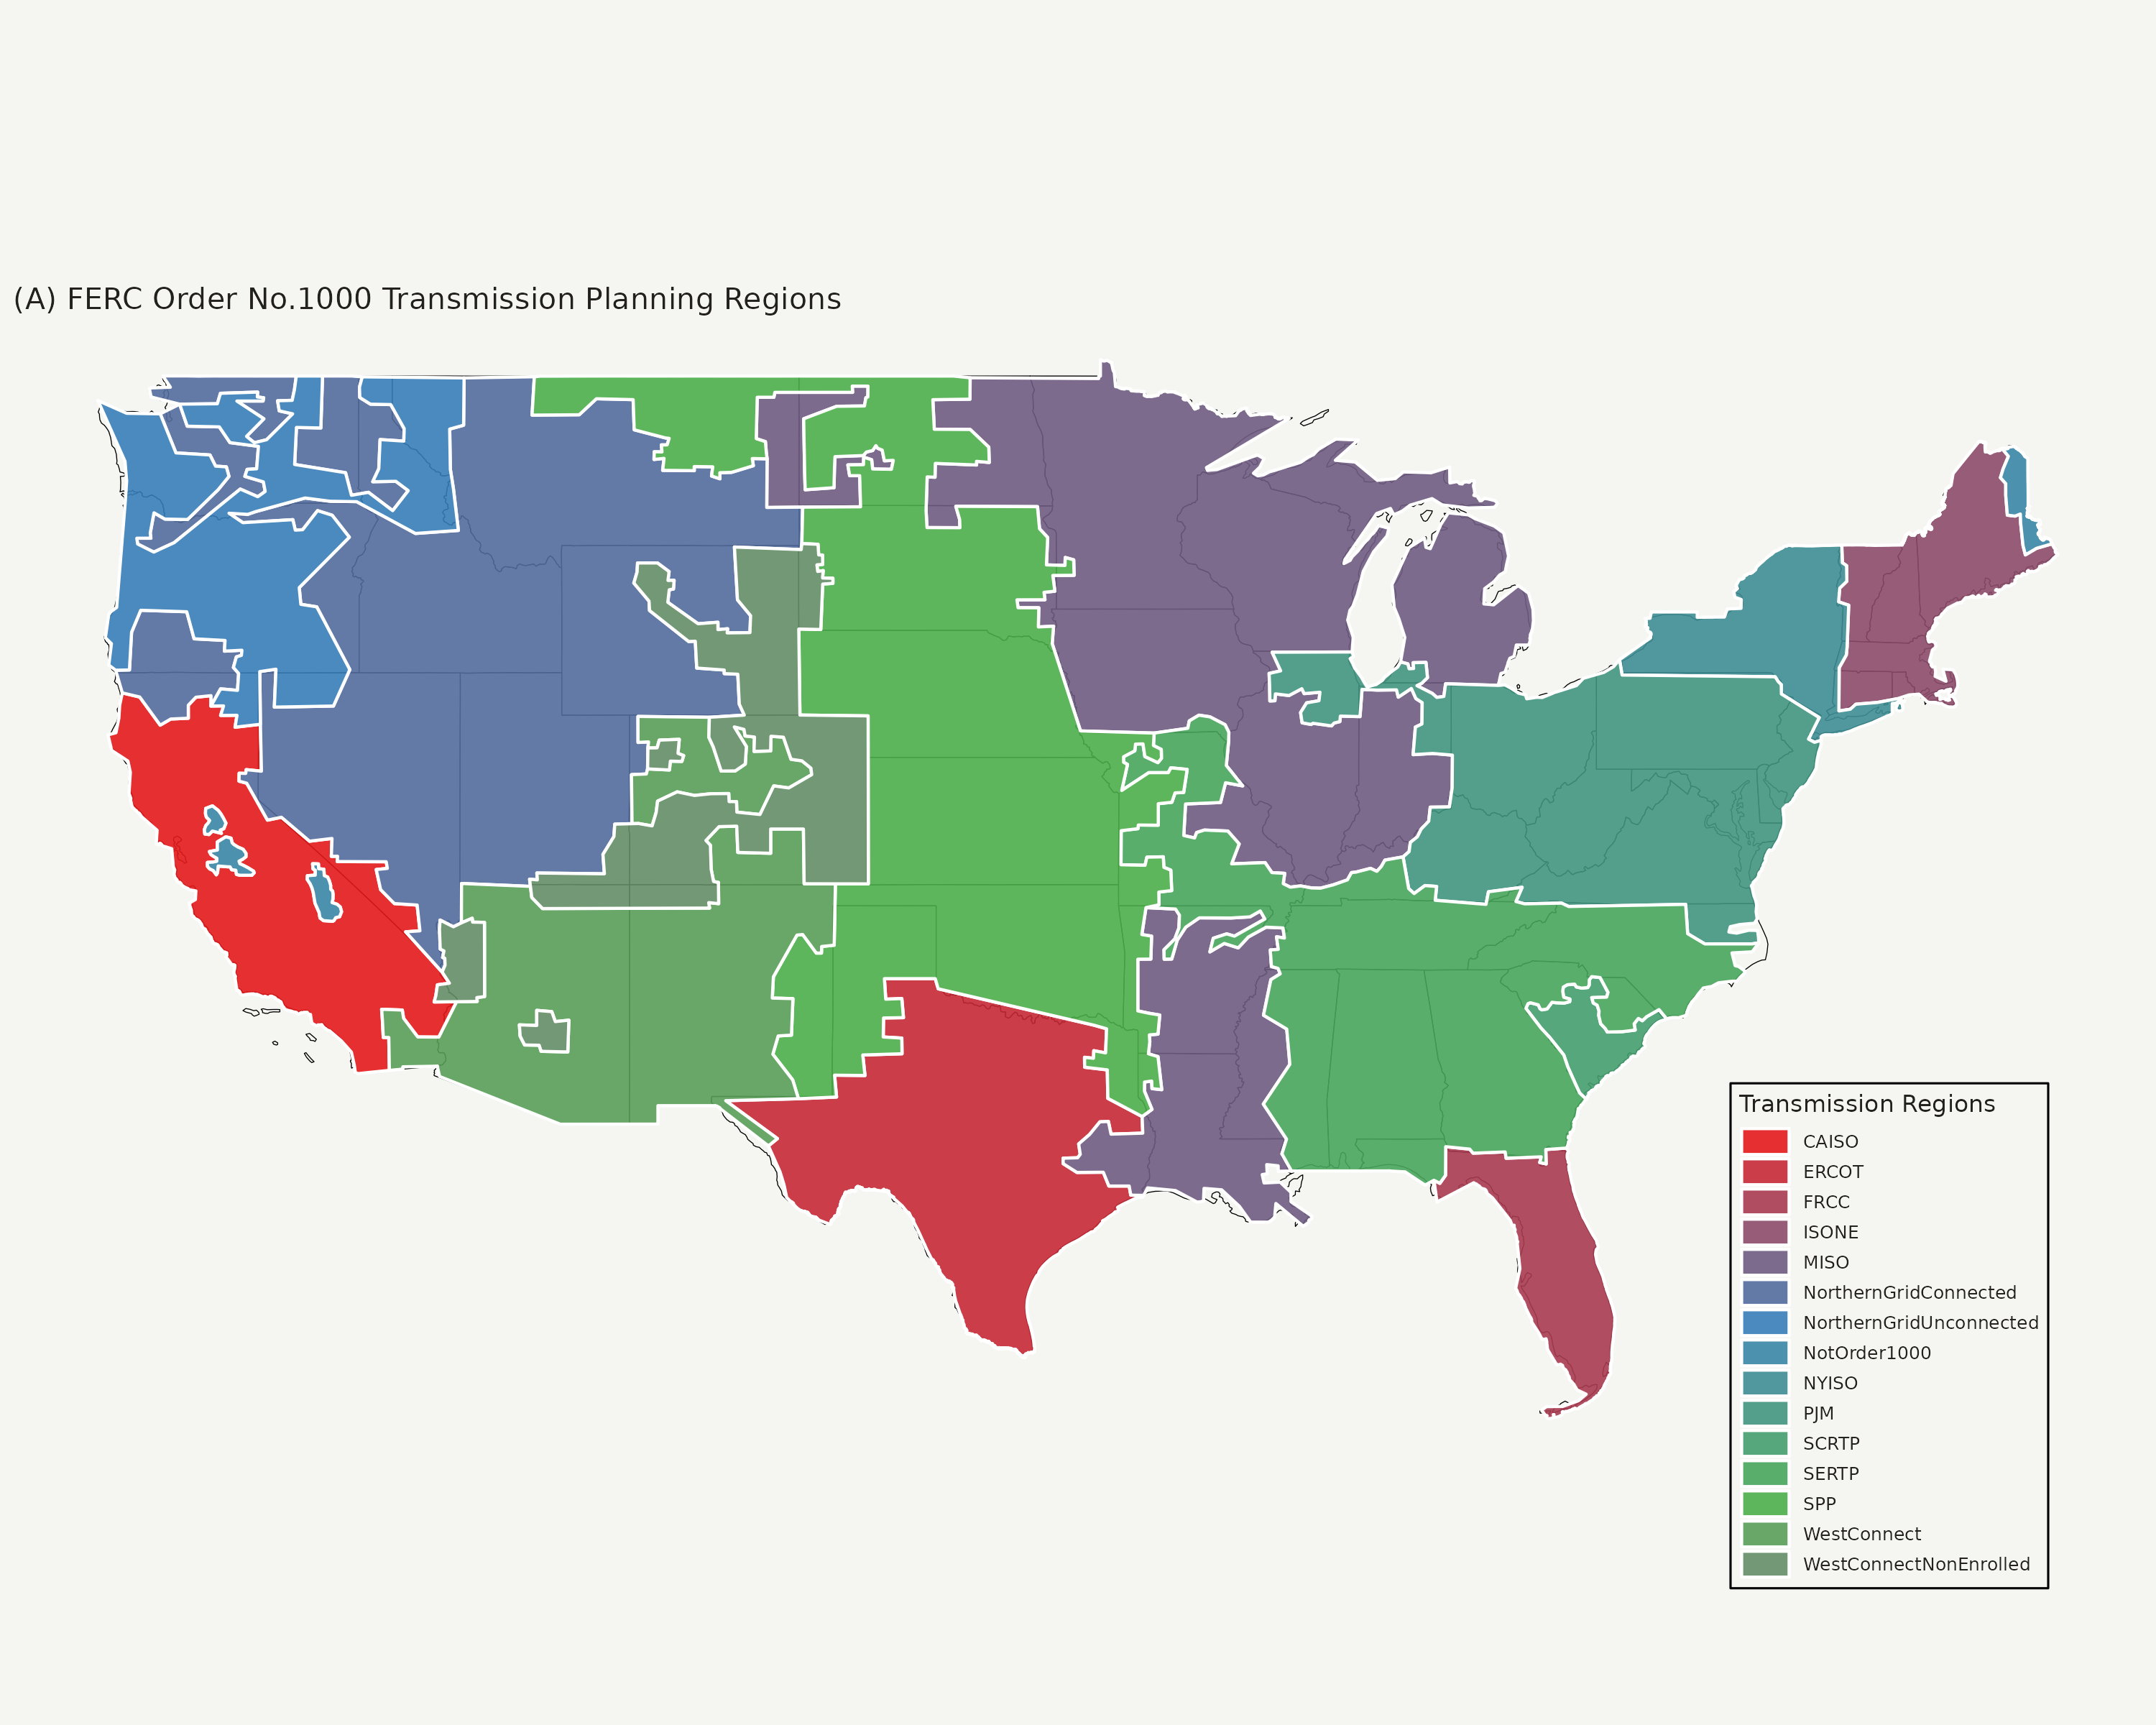 (A) FERC Order No.1000 Transmission Planning Regions
Transmission Regions
CAISO
ERCOT
FRCC
ISONE
MISO
NorthernGridConnected
NorthernGridUnconnected
NotOrder1000
NYISO
PJM
SCRTP
SERTP
SPP
WestConnect
WestConnectNonEnrolled